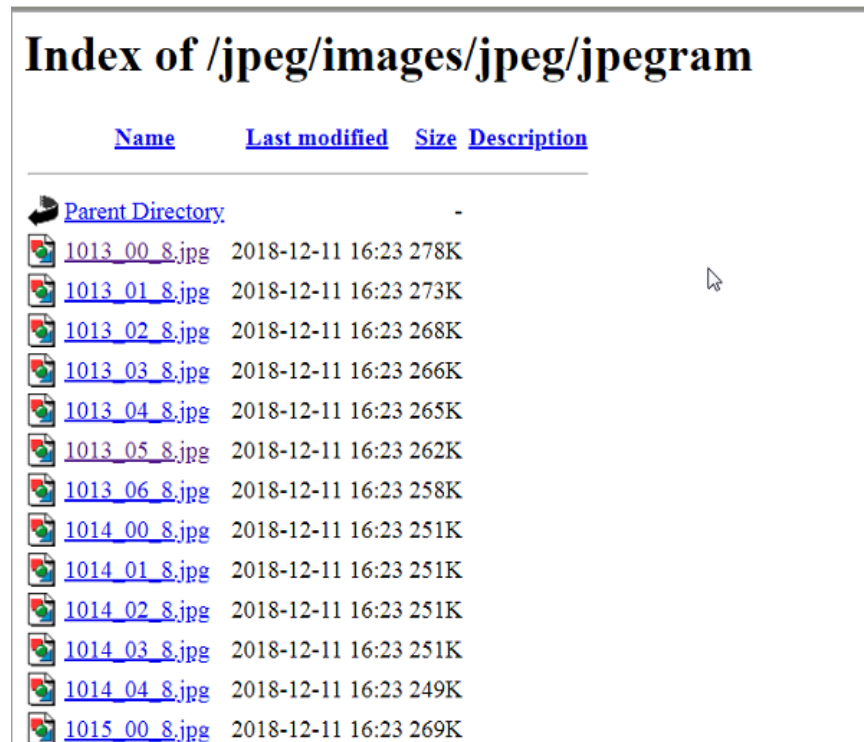 Index of /jpeg/images/jpeg/jpegram
Name Last modified Size Description
Parent Directory -
1013_00_8.jpg 2018-12-11 16:23 278K
1013_01_8.jpg 2018-12-11 16:23 273K
1013_02_8.jpg 2018-12-11 16:23 268K
1013_03_8.jpg 2018-12-11 16:23 266K
1013_04_8.jpg 2018-12-11 16:23 265K
1013_05_8.jpg 2018-12-11 16:23 262K
1013_06_8.jpg 2018-12-11 16:23 258K
1014_00_8.jpg 2018-12-11 16:23 251K
1014_01_8.jpg 2018-12-11 16:23 251K
1014_02_8.jpg 2018-12-11 16:23 251K
1014_03_8.jpg 2018-12-11 16:23 251K
1014_04_8.jpg 2018-12-11 16:23 249K
1015_00_8.jpg 2018-12-11 16:23 269K